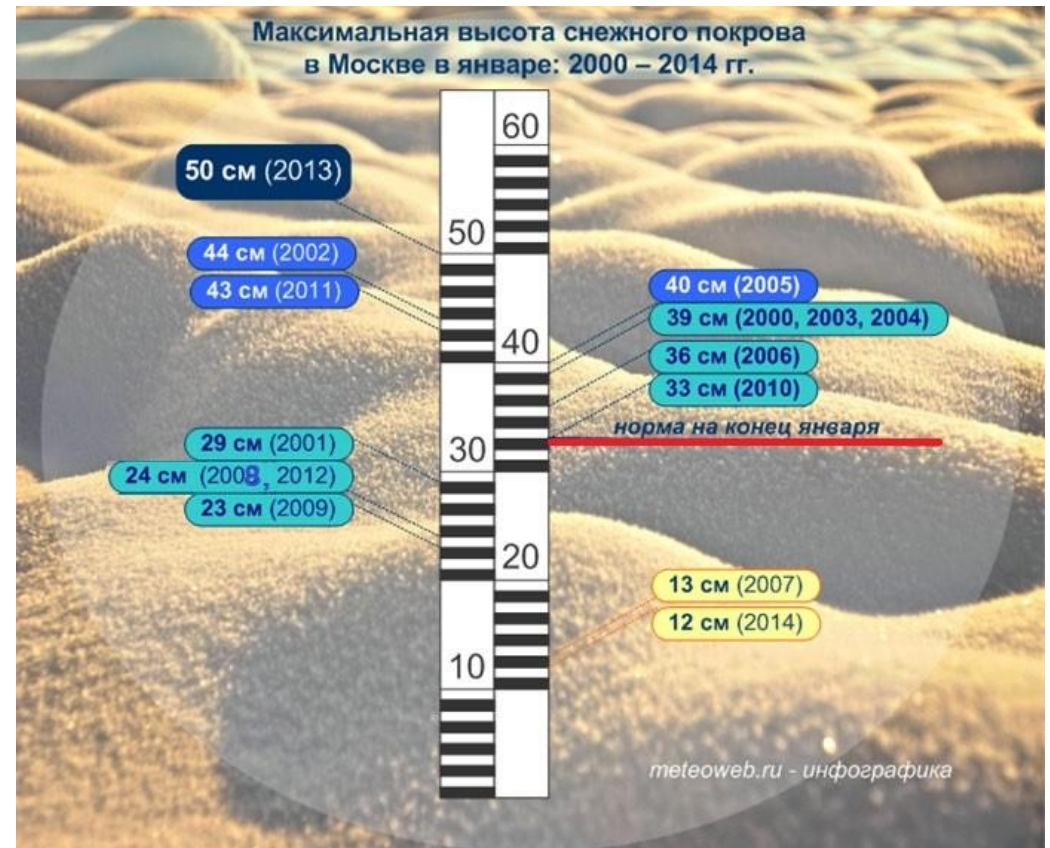 Максимальная высота снежного покрова
в Москве в январе: 2000 – 2014 гг.
60
50 см (2013)
50
44 см (2002)
43 см (2011)
40 см (2005)
39 см (2000, 2003, 2004)
40
36 см (2006)
33 см (2010)
норма на конец января
29 см (2001)
30
24 см (2008, 2012)
23 см (2009)
20
13 см (2007)
12 см (2014)
10
meteoweb.ru - инфографика